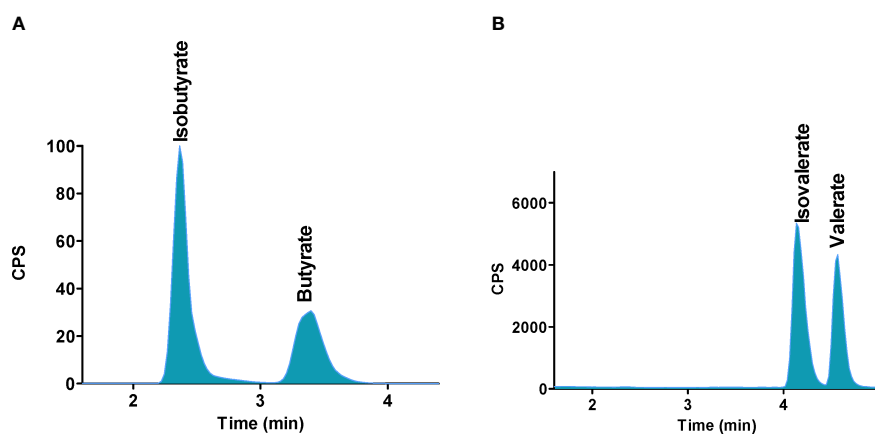 A
Isobutyrate
Butyrate
100
80
60
40
20
0
CPS
2 3 4
Time (min)
B
Isovalerate
Valerate
6000
4000
2000
0
CPS
2 3 4
Time (min)